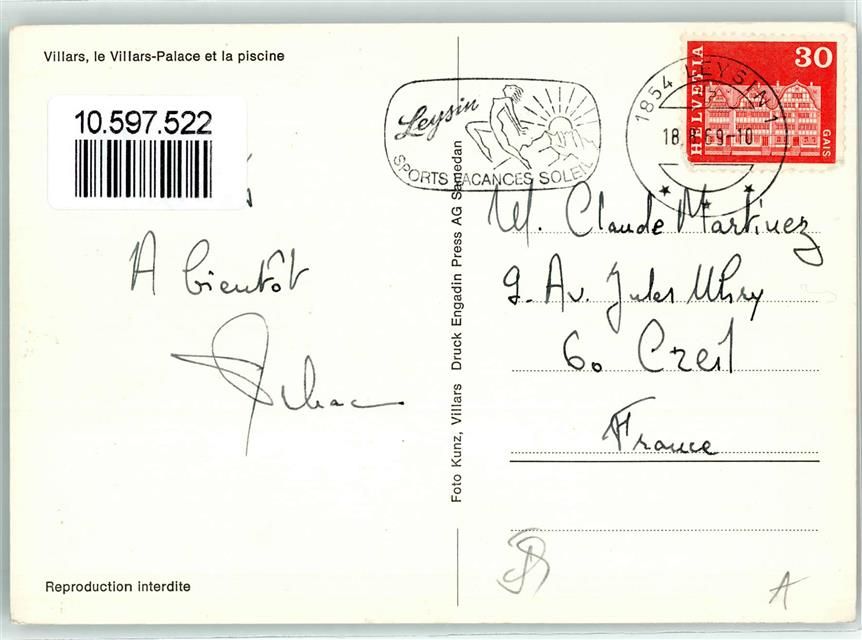 Villars, le Villars-Palace et la piscine
10.597.522
A bientôt
Reproduction interdite
Foto Kunz, Villars Druck Engadin Press AG Samedan
Leysin
SPORTS VACANCES SOLEIL
1854 LEYSIN 1
HELVETIA
30
GAIS
M. Claude Martinez
9. Av. Jules Uhry
60 Creil
France
A